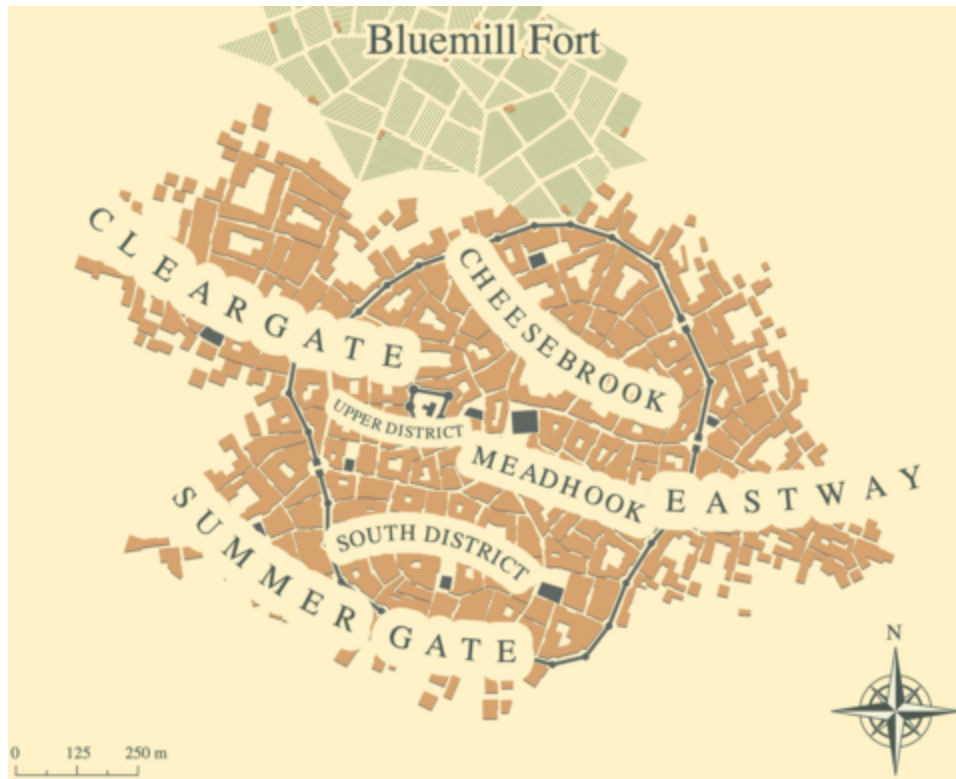 Bluemill Fort
CLEARGATE
CHEESEBROOK
UPPER DISTRICT
MEADHOOK
EASTWAY
SUMMER GATE
SOUTH DISTRICT
N
0 125 250 m